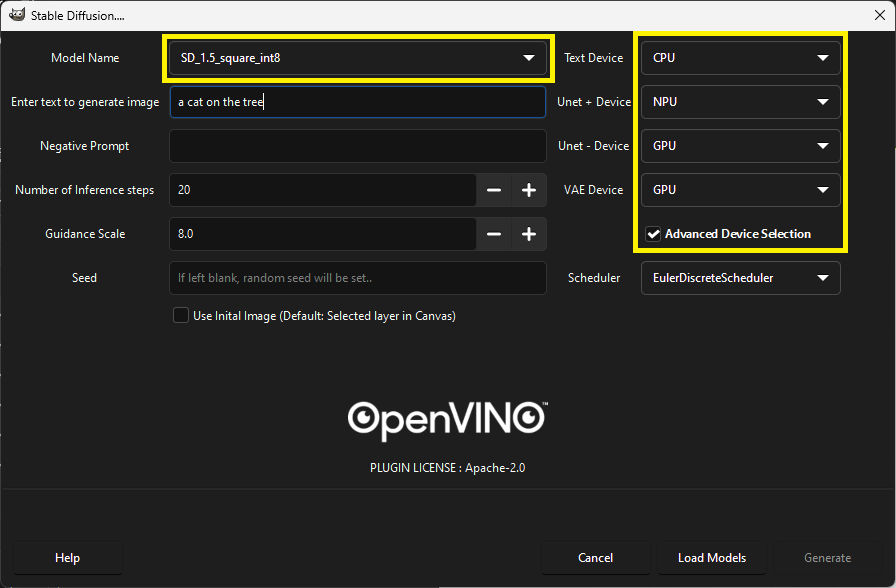 Stable Diffusion....
Model Name SD_1.5_square_int8 Text Device CPU
Enter text to generate image a cat on the tree Unet + Device NPU
Negative Prompt Unet - Device GPU
Number of Inference steps 20 VAE Device GPU
Guidance Scale 8.0 Advanced Device Selection
Seed If left blank, random seed will be set.. Scheduler EulerDiscreteScheduler
Use Inital Image (Default: Selected layer in Canvas)
OpenVINO™
PLUGIN LICENSE : Apache-2.0
Help Cancel Load Models Generate